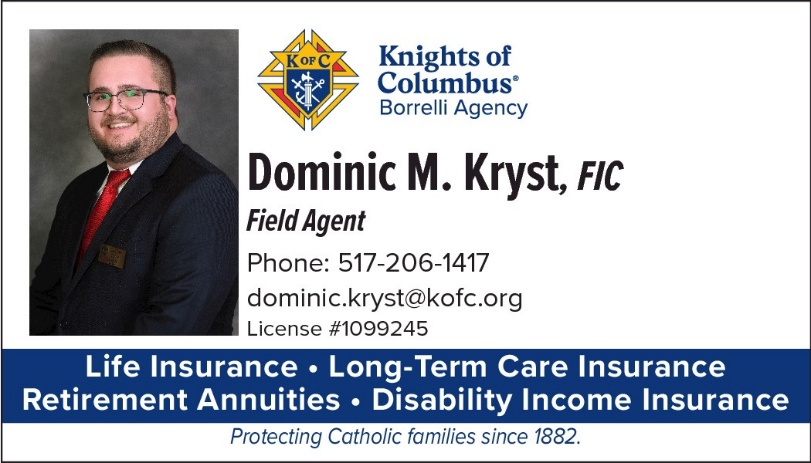 K OF C
Knights of
Columbus®
Borrelli Agency
Dominic M. Kryst, FIC
Field Agent
Phone: 517-206-1417
dominic.kryst@kofc.org
License #1099245
Life Insurance • Long-Term Care Insurance
Retirement Annuities • Disability Income Insurance
Protecting Catholic families since 1882.